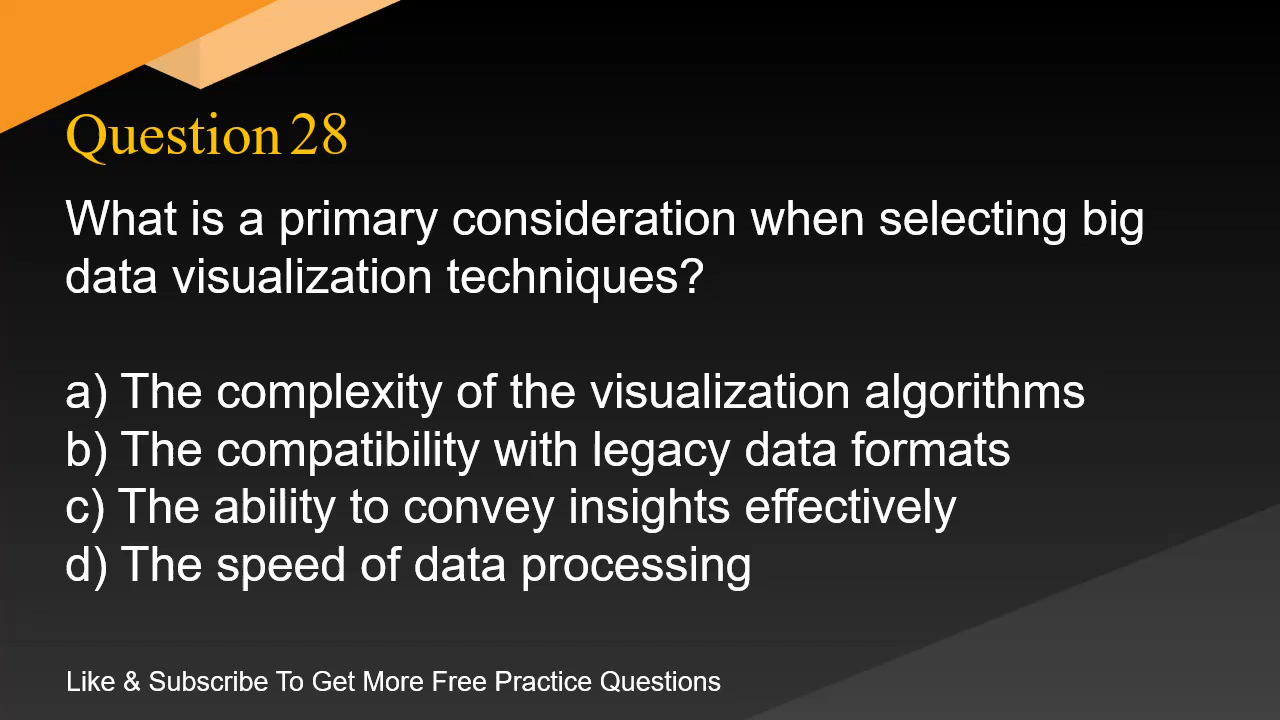 Question 28
What is a primary consideration when selecting big
data visualization techniques?
a) The complexity of the visualization algorithms
b) The compatibility with legacy data formats
c) The ability to convey insights effectively
d) The speed of data processing
Like & Subscribe To Get More Free Practice Questions